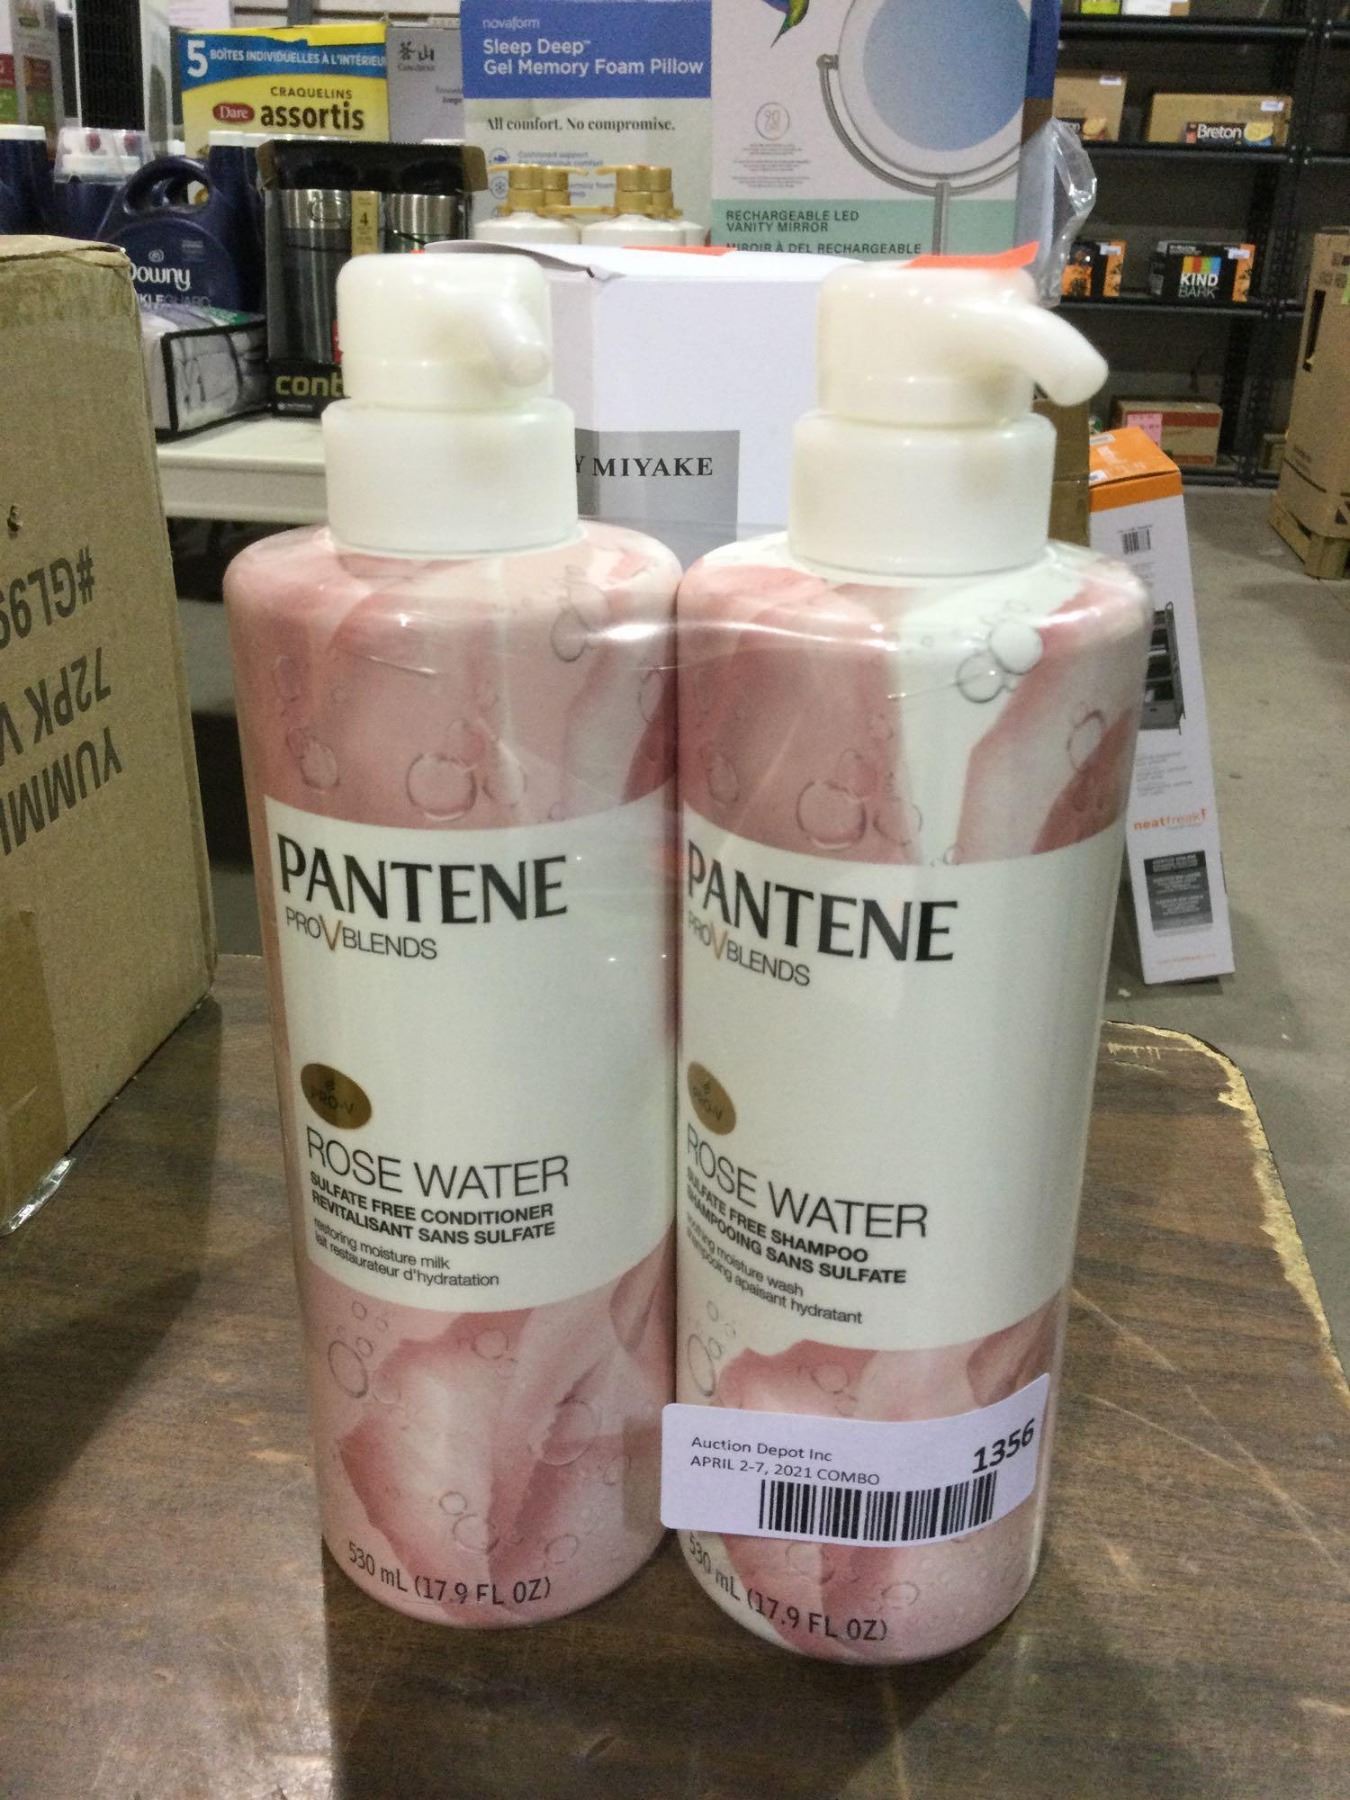 novaform
Sleep Deep™
Gel Memory Foam Pillow
All comfort. No compromise.
5 BOÎTES INDIVIDUELLES À L'INTÉRIEUR
CRAQUELINS
Dare assortis
RECHARGEABLE LED
VANITY MIRROR
MIROIR À DEL RECHARGEABLE
Breton
KIND
BARK
Downy
4
cont
MIYAKE
neatfreak!
72PK
PANTENE
PRO V BLENDS
PRO-V
ROSE WATER
SULFATE FREE CONDITIONER
REVITALISANT SANS SULFATE
restoring moisture milk
lait restaurateur d'hydratation
530 mL (17.9 FL OZ)
PANTENE
PRO V BLENDS
PRO-V
ROSE WATER
SULFATE FREE SHAMPOO
SHAMPOOING SANS SULFATE
soothing moisture wash
shampooing apaisant hydratant
530 mL (17.9 FL OZ)
Auction Depot Inc
APRIL 2-7, 2021 COMBO
1356